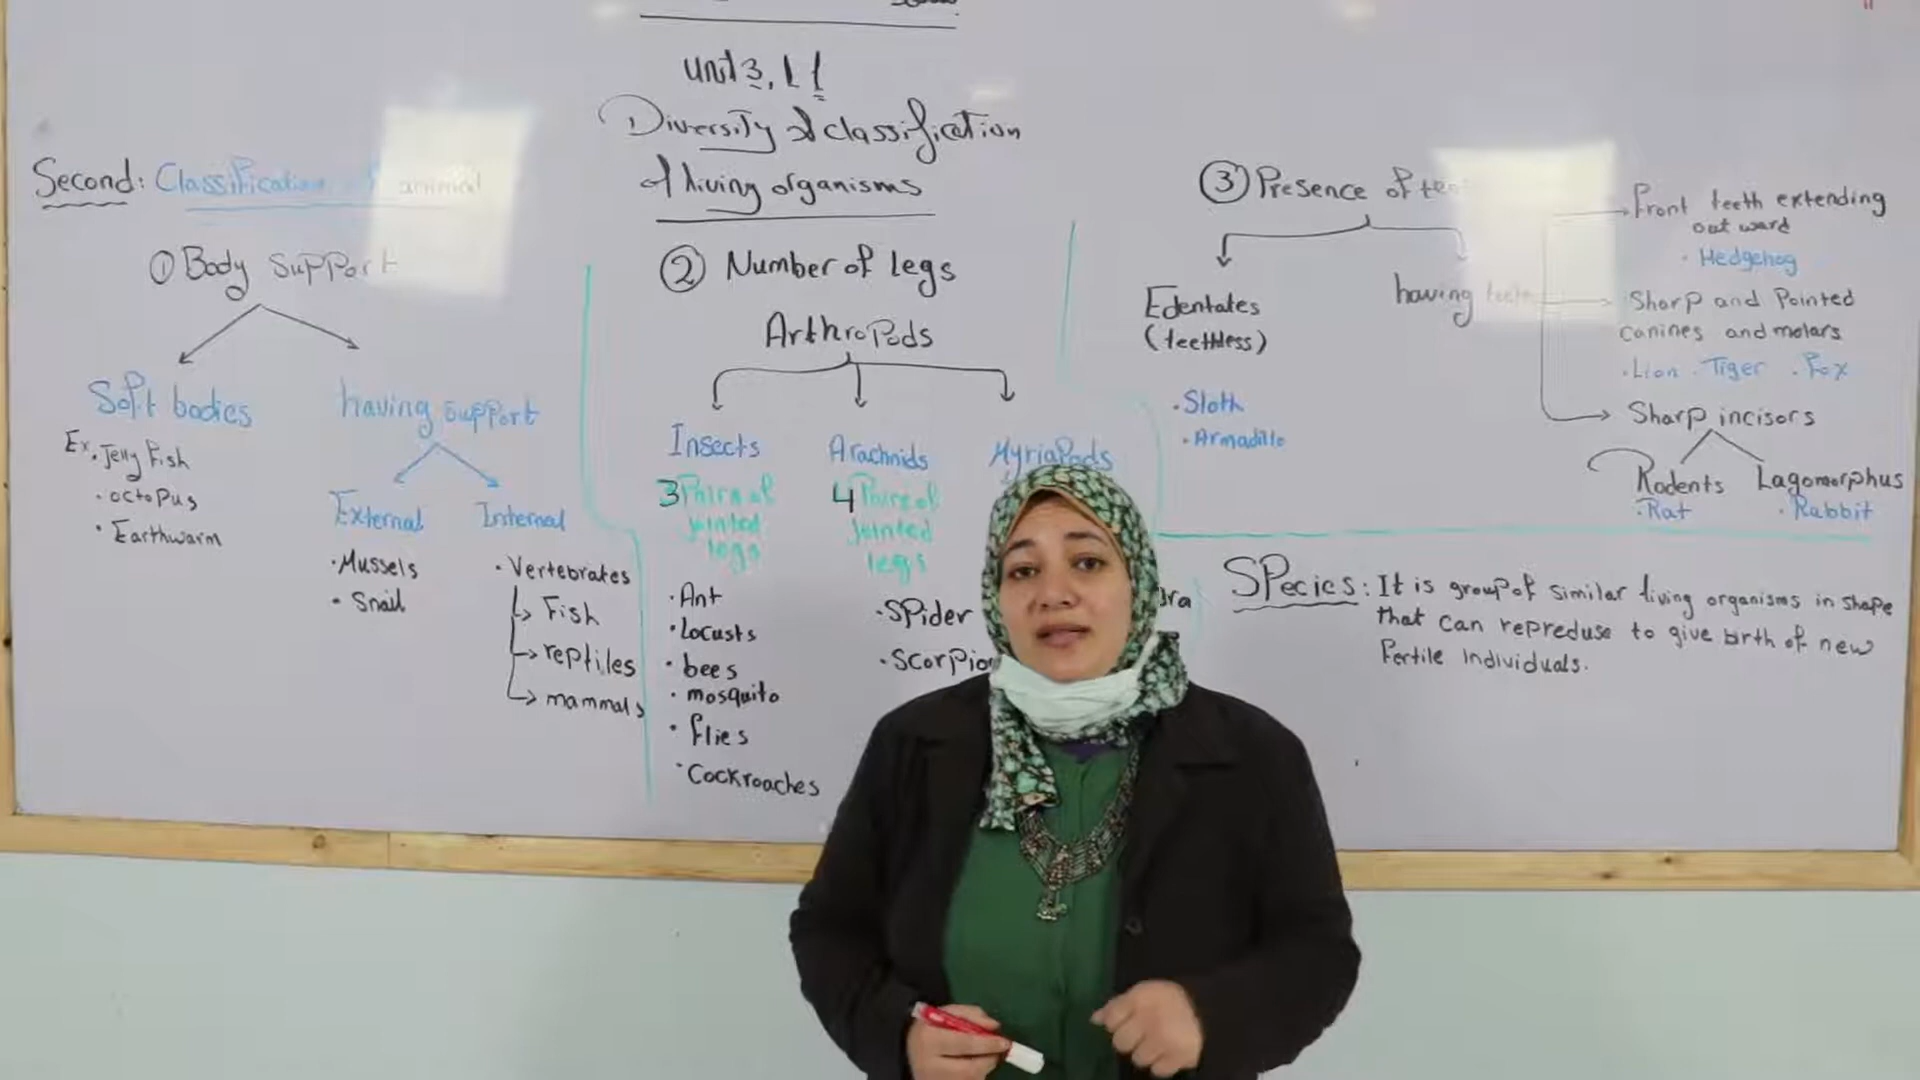 Unit 3, L 1
Diversity & classification
of living organisms
Second: Classification animal
① Body support
Soft bodies
Ex. Jelly Fish
• octopus
• Earthwarm
having support
External
• Mussels
• Snail
Internal
• Vertebrates
Fish
reptiles
mammals
② Number of legs
Arthropods
Insects
3 Pairs of
jointed
legs
• Ant
• Locusts
• bees
• mosquito
• flies
• Cockroaches
Arachnids
4 Pairs of
jointed
legs
• Spider
• Scorpio
Myriapods
③ Presence of
Edentates
(teethless)
• Sloth
• Armadillo
having teeth
Front teeth extending
out ward
• Hedgehog
Sharp and Pointed
canines and molars
• Lion • Tiger • Fox
Sharp incisors
Rodents
• Rat
Lagomorphus
• Rabbit
Species: It is group of similar living organisms in shape
that can repreduse to give birth of new
Fertile individuals.